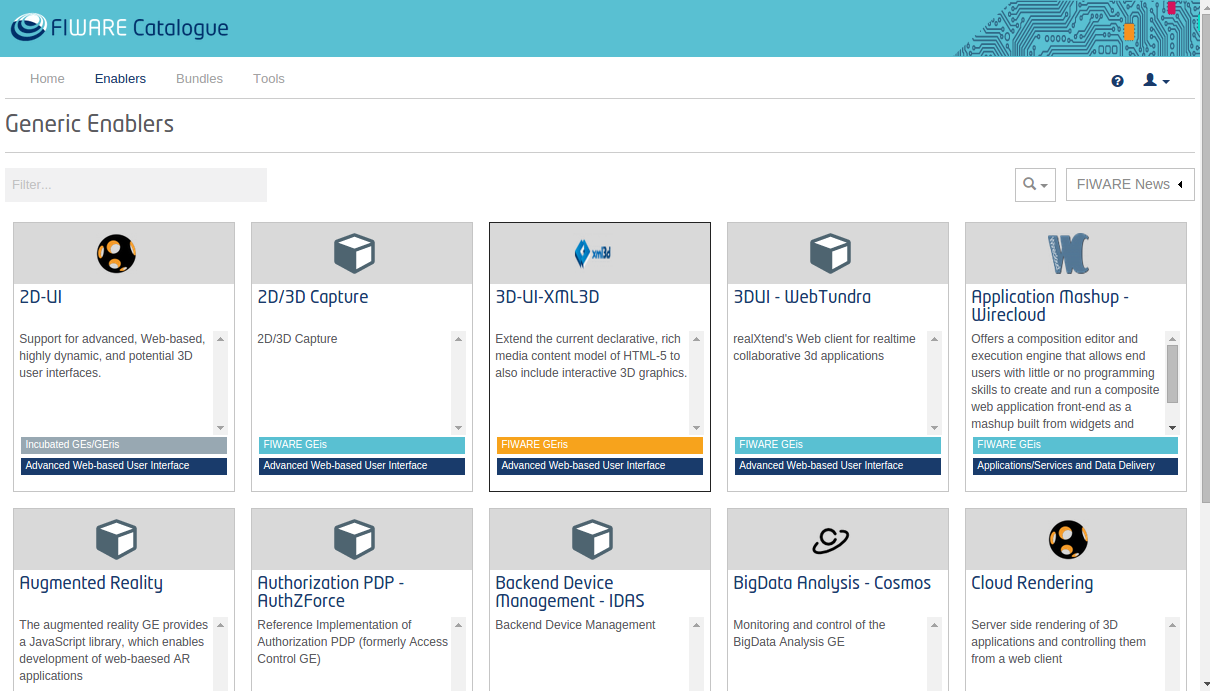 FIWARE Catalogue
Home Enablers Bundles Tools
Generic Enablers
Filter...
FIWARE News
2D-UI
Support for advanced, Web-based,
highly dynamic, and potential 3D
user interfaces.
Incubated GEs/GEris
Advanced Web-based User Interface
2D/3D Capture
2D/3D Capture
FIWARE GEis
Advanced Web-based User Interface
xml3d
3D-UI-XML3D
Extend the current declarative, rich
media content model of HTML-5 to
also include interactive 3D graphics.
FIWARE GEris
Advanced Web-based User Interface
3DUI - WebTundra
realXtend's Web client for realtime
collaborative 3d applications
FIWARE GEis
Advanced Web-based User Interface
WC
Application Mashup -
Wirecloud
Offers a composition editor and
execution engine that allows end
users with little or no programming
skills to create and run a composite
web application front-end as a
mashup built from widgets and
FIWARE GEis
Applications/Services and Data Delivery
Augmented Reality
The augmented reality GE provides
a JavaScript library, which enables
development of web-baesed AR
applications
Authorization PDP -
AuthZForce
Reference Implementation of
Authorization PDP (formerly Access
Control GE)
Backend Device
Management - IDAS
Backend Device Management
BigData Analysis - Cosmos
Monitoring and control of the
BigData Analysis GE
Cloud Rendering
Server side rendering of 3D
applications and controlling them
from a web client